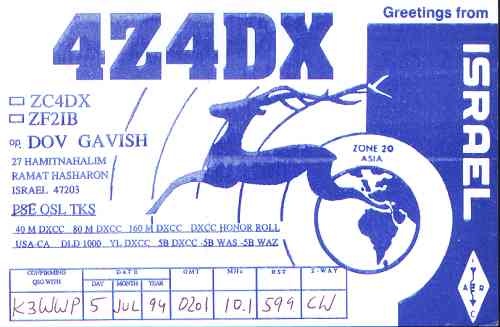 Greetings from
4Z4DX
ISRAEL
ZC4DX
ZF2IB
op DOV GAVISH
27 HAMITNAHALIM
RAMAT HASHARON
ISRAEL 47203
PSE QSL TKS
ZONE 20
ASIA
40 M DXCC 80 M DXCC 160 M DXCC DXCC HONOR ROLL
USA-CA DLD 1000 YL DXCC 5B DXCC -5B WAS -5B WAZ
CONFIRMING QSO WITH DATE GMT MHz RST 2-WAY
DAY MONTH YEAR
K3WWP 5 JUL 94 0201 10.1 599 CW
I A R C